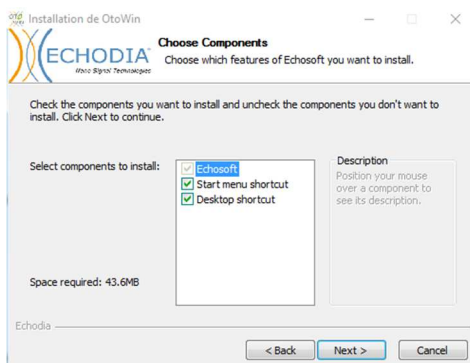 Installation de OtoWin
ECHODIA
Nano Signal Technologies
Choose Components
Choose which features of Echosoft you want to install.
Check the components you want to install and uncheck the components you don't want to
install. Click Next to continue.
Select components to install:
Echosoft
Start menu shortcut
Desktop shortcut
Description
Position your mouse
over a component to
see its description.
Space required: 43.6MB
Echodia
< Back
Next >
Cancel